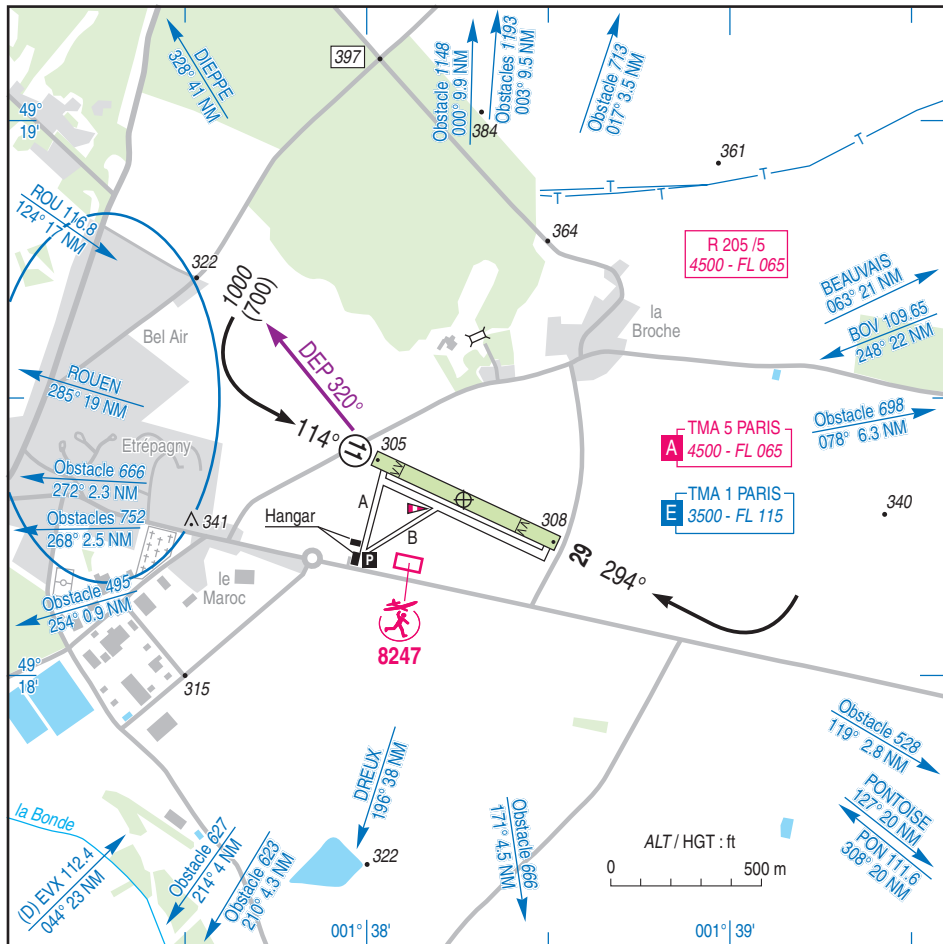 397
DIEPPE
328° 41 NM
Obstacle 1148
000° 9.9 NM
Obstacles 1193
003° 9.5 NM
Obstacle 713
017° 3.5 NM
49°
19'
384
361
T
T
T
T
T
ROU 116.8
124° 17 NM
322
364
R 205 /5
4500 - FL 065
1000
(700)
BEAUVAIS
063° 21 NM
BOV 109.65
248° 22 NM
la
Broche
Bel Air
DEP 320°
ROUEN
285° 19 NM
114°
11
305
Obstacle 698
078° 6.3 NM
Etrépagny
TMA 5 PARIS
A
4500 - FL 065
Obstacle 666
272° 2.3 NM
Obstacles 752
268° 2.5 NM
341
Hangar
A
B
308
TMA 1 PARIS
E
3500 - FL 115
340
29
294°
P
le
Maroc
Obstacle 495
254° 0.9 NM
8247
49°
18'
315
Obstacle 528
119° 2.8 NM
DREUX
196° 38 NM
PONTOISE
127° 20 NM
PON 111.6
308° 20 NM
la Bonde
(D) EVX 112.4
044° 23 NM
Obstacle 627
214° 4 NM
Obstacle 623
210° 4.3 NM
322
Obstacle 666
171° 4.5 NM
ALT / HGT : ft
0
500 m
001° 38'
001° 39'